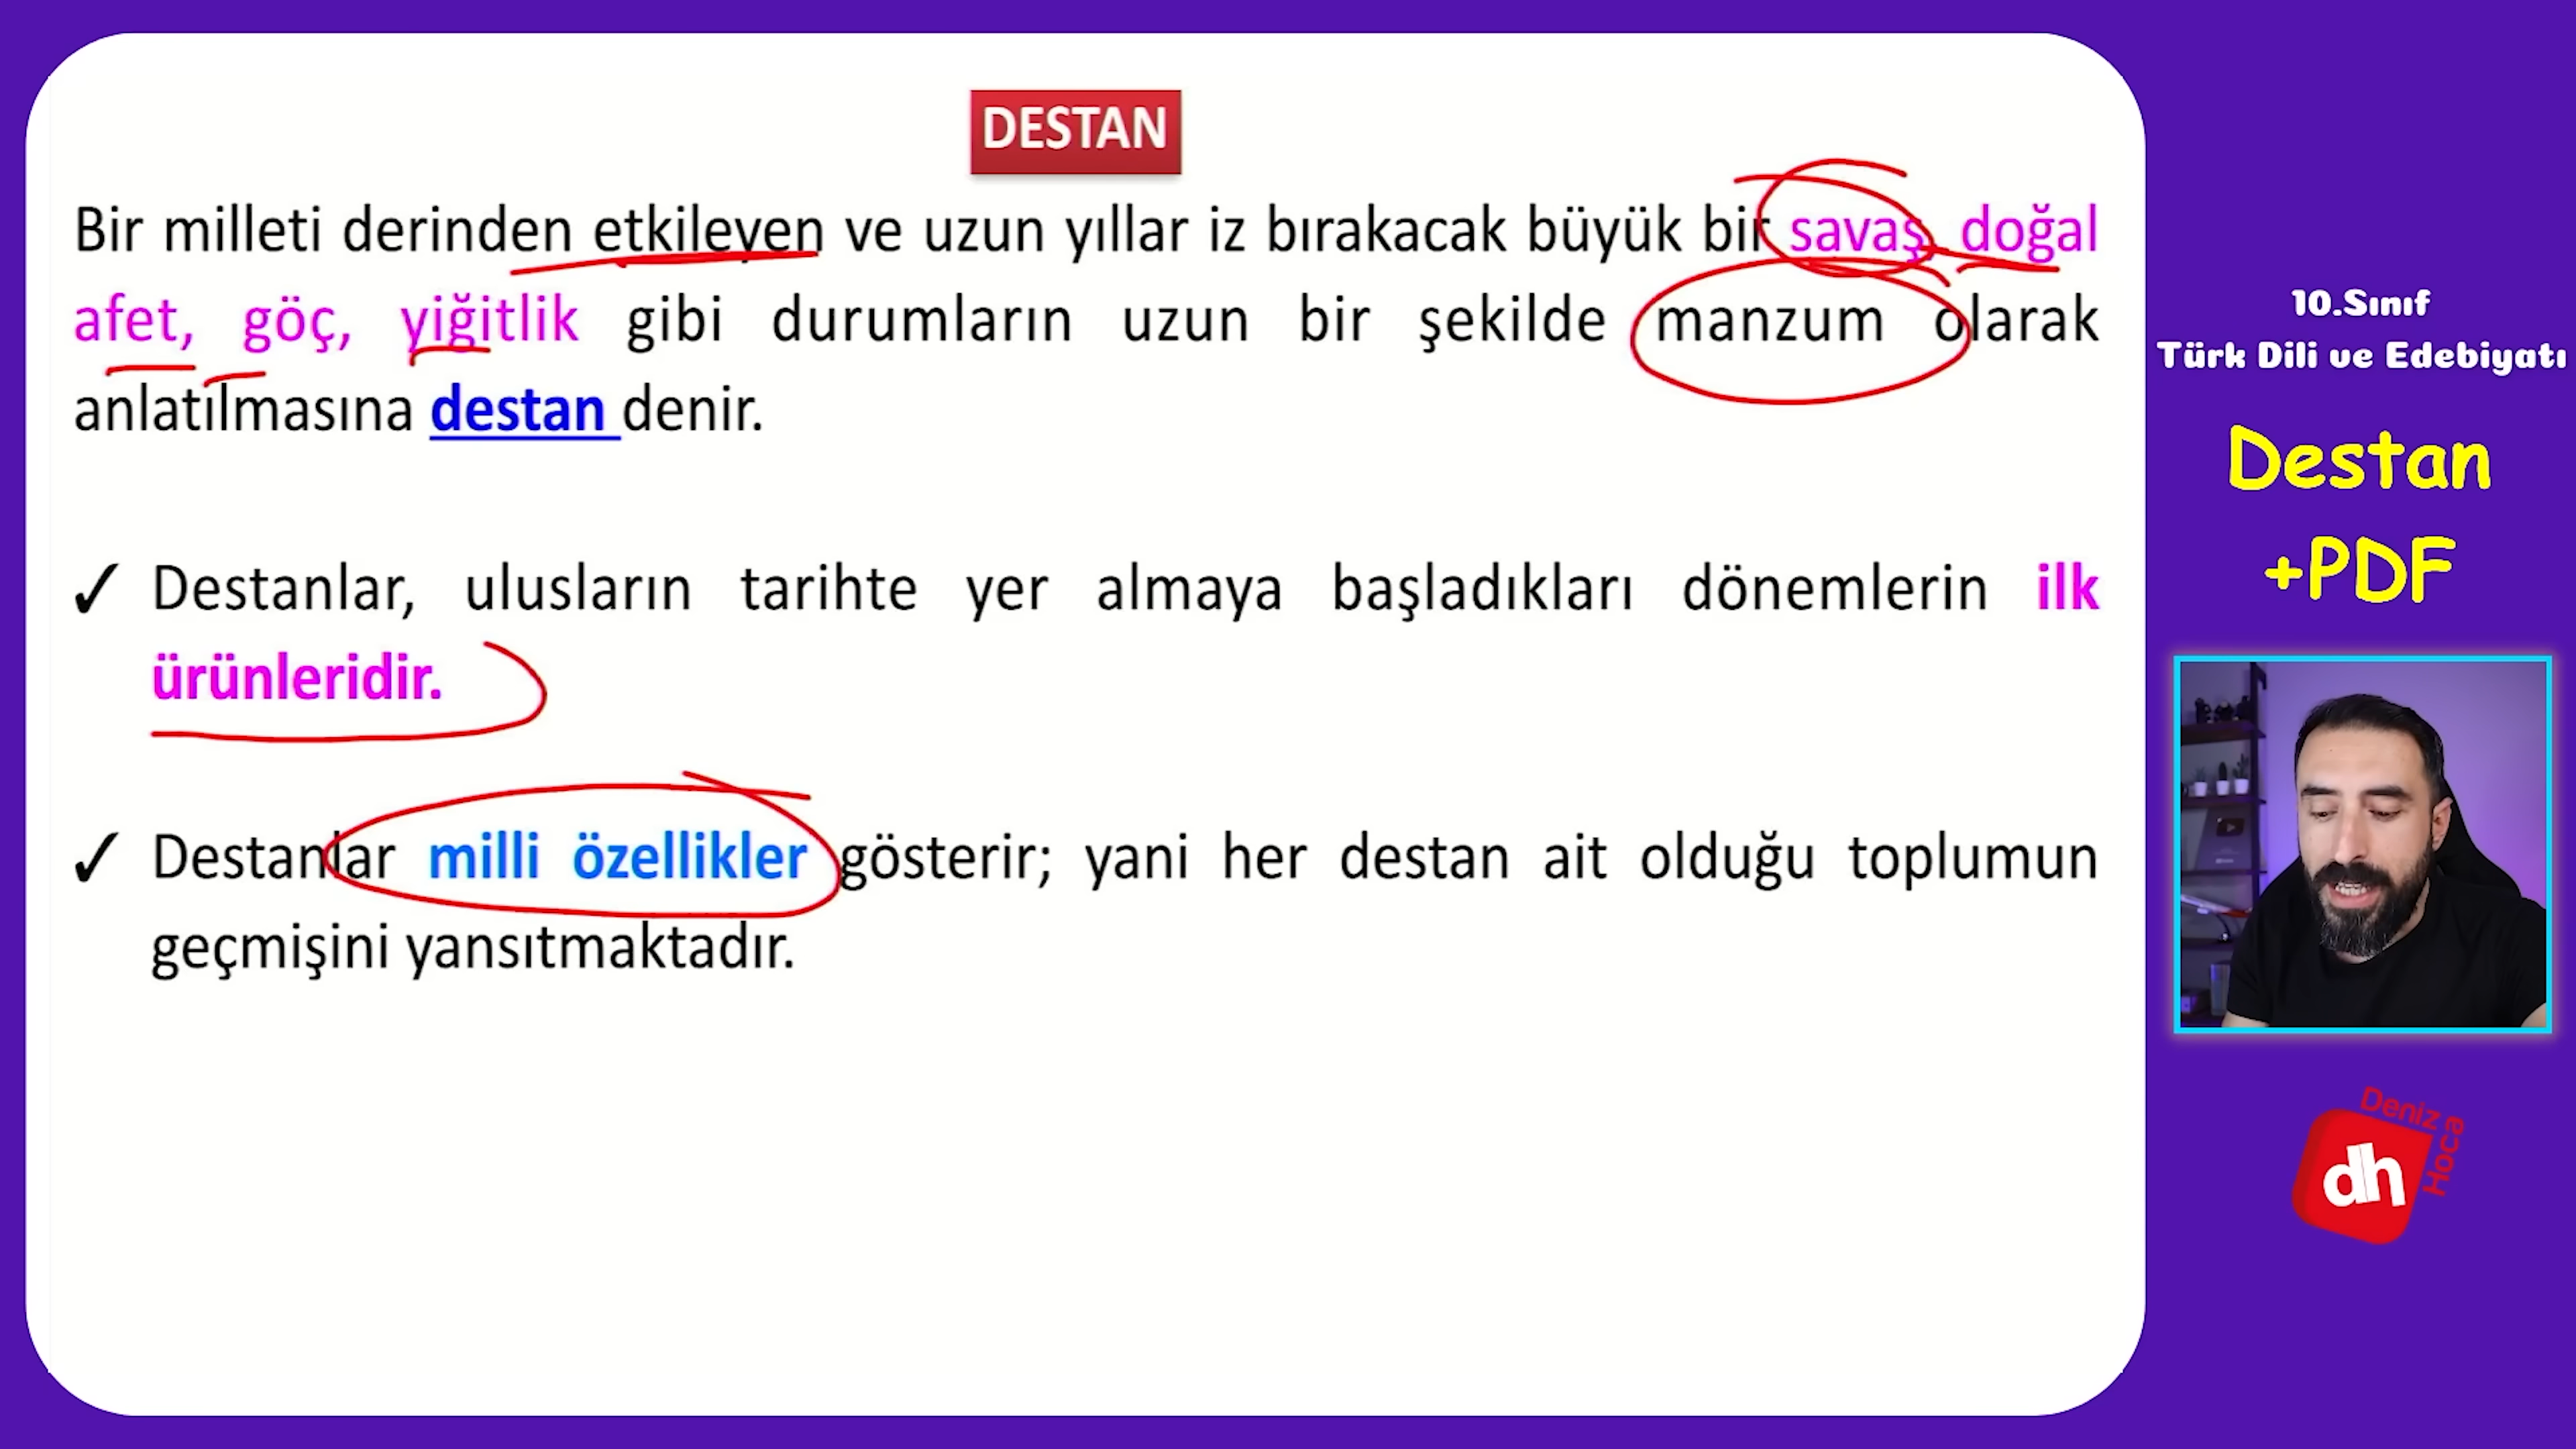 DESTAN
Bir milleti derinden etkileyen ve uzun yıllar iz bırakacak büyük bir savaş, doğal
afet, göç, yiğitlik gibi durumların uzun bir şekilde manzum olarak
anlatılmasına destan denir.
✓ Destanlar, ulusların tarihte yer almaya başladıkları dönemlerin ilk
ürünleridir.
✓ Destanlar milli özellikler gösterir; yani her destan ait olduğu toplumun
geçmişini yansıtmaktadır.
10.Sınıf
Türk Dili ve Edebiyatı
Destan
+PDF
Deniz
Hoca
dh